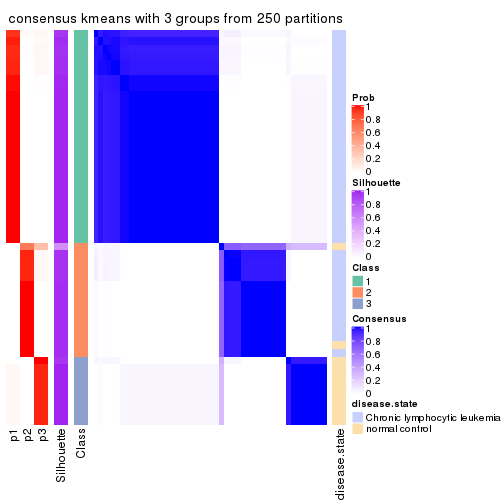 consensus kmeans with 3 groups from 250 partitions
Prob
1
0.8
0.6
0.4
0.2
0
Silhouette
1
0.8
0.6
0.4
0.2
0
Class
1
2
3
Consensus
1
0.8
0.6
0.4
0.2
0
disease.state
Chronic lymphocytic leukemia
normal control
p1
p2
p3
Silhouette
Class
disease.state